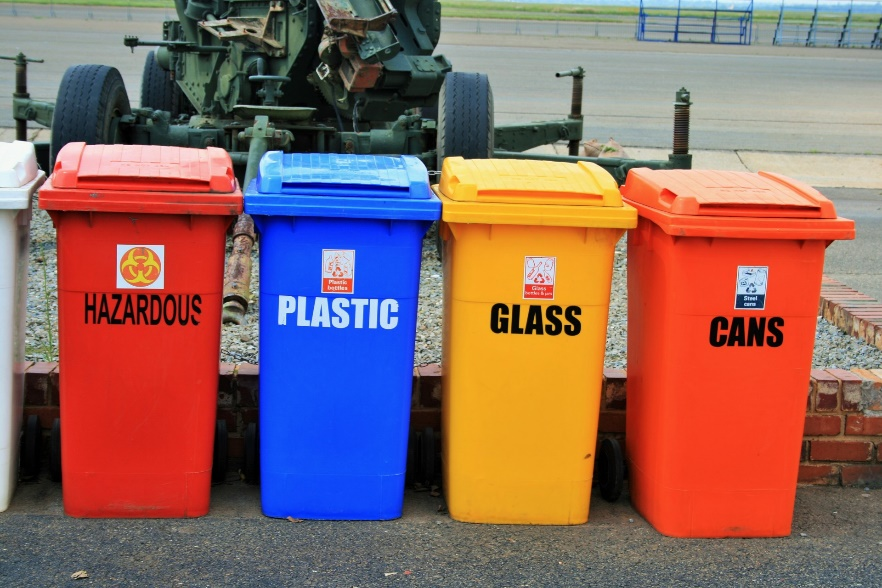 HAZARDOUS
Plastic
bottles
PLASTIC
Glass
bottles & jars
GLASS
Steel
cans
CANS